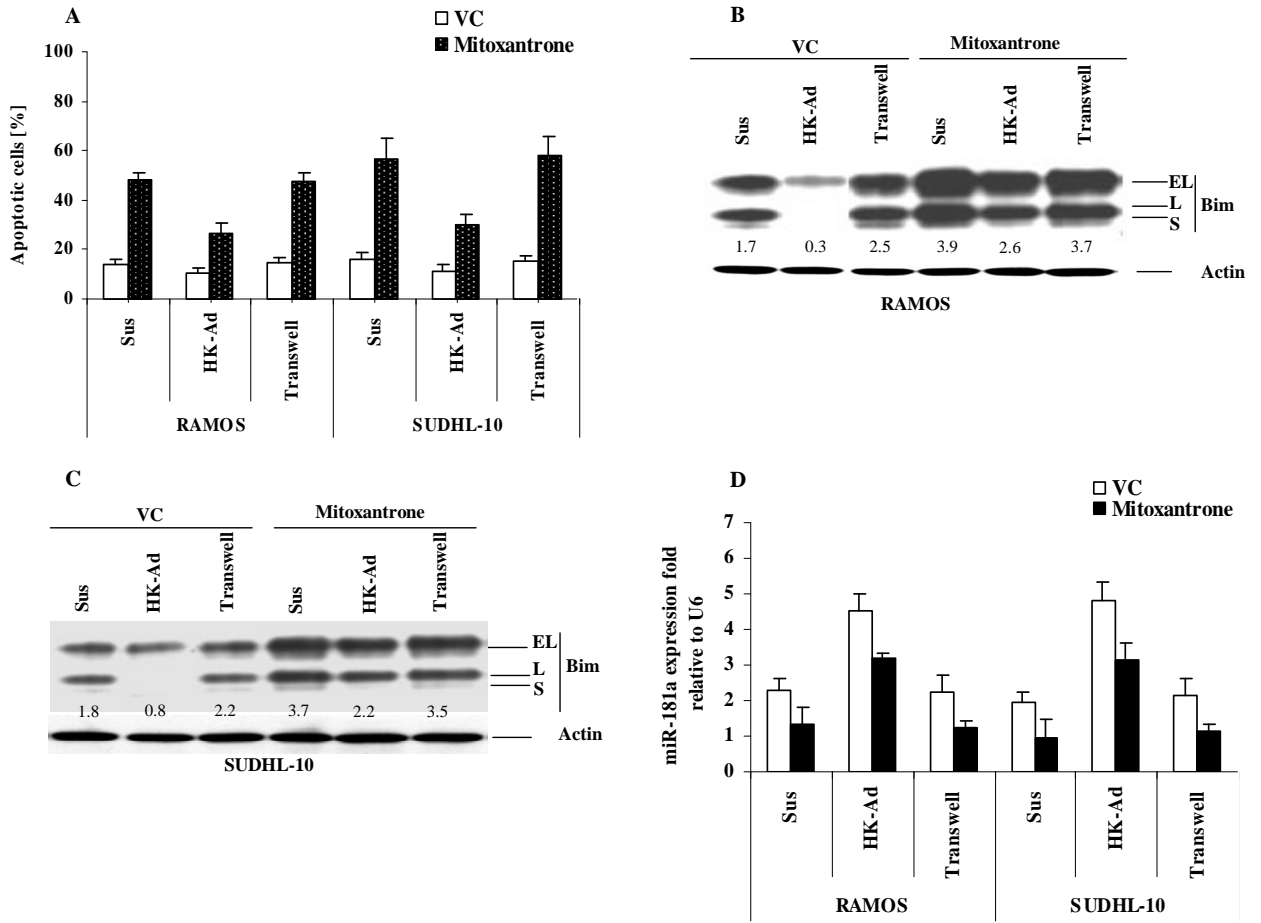 A
VC
Mitoxantrone
Apoptotic cells [%]
100
80
60
40
20
0
Sus
HK-Ad
Transwell
Sus
HK-Ad
Transwell
RAMOS
SUDHL-10
B
VC
Mitoxantrone
Sus
HK-Ad
Transwell
Sus
HK-Ad
Transwell
EL
L
S
Bim
1.7 0.3 2.5 3.9 2.6 3.7
Actin
RAMOS
C
VC
Mitoxantrone
Sus
HK-Ad
Transwell
Sus
HK-Ad
Transwell
EL
L
S
Bim
1.8 0.8 2.2 3.7 2.2 3.5
Actin
SUDHL-10
D
VC
Mitoxantrone
miR-181a expression fold
relative to U6
7
6
5
4
3
2
1
0
Sus
HK-Ad
Transwell
Sus
HK-Ad
Transwell
RAMOS
SUDHL-10